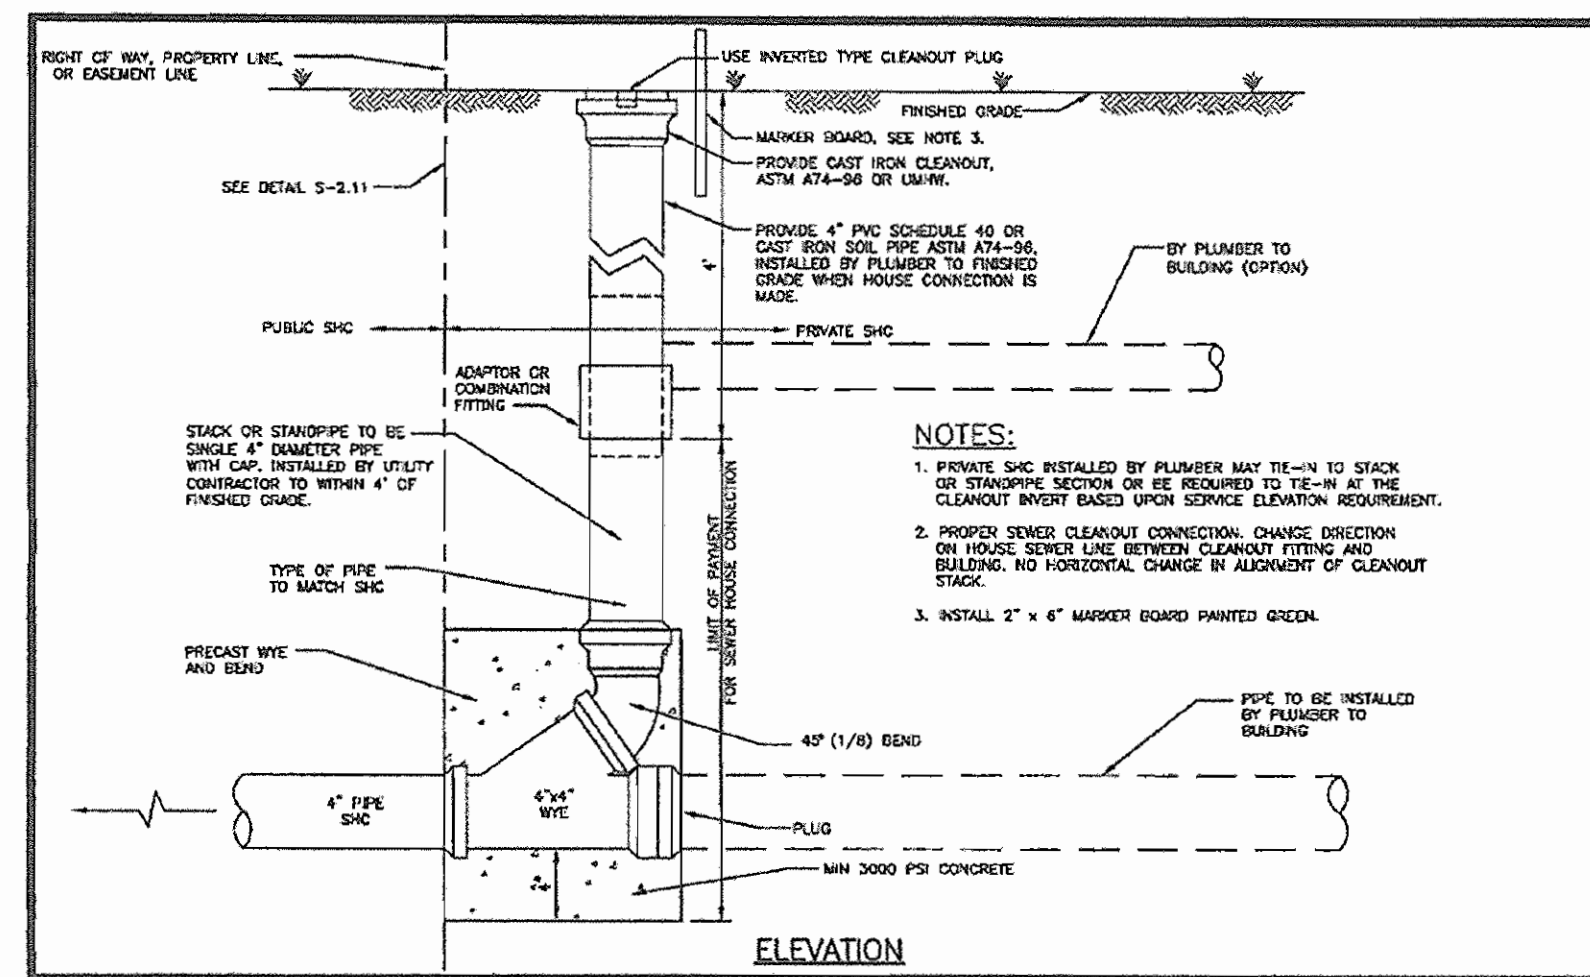 RIGHT OF WAY, PROPERTY LINE,
OR EASEMENT LINE
USE INVERTED TYPE CLEANOUT PLUG
FINISHED GRADE
MARKER BOARD, SEE NOTE 3.
PROVIDE CAST IRON CLEANOUT,
ASTM A74-96 OR UMHW.
SEE DETAIL S-2.11
PROVIDE 4" PVC SCHEDULE 40 OR
CAST IRON SOIL PIPE ASTM A74-96,
INSTALLED BY PLUMBER TO FINISHED
GRADE WHEN HOUSE CONNECTION IS
MADE.
4'
BY PLUMBER TO
BUILDING (OPTION)
PUBLIC SHC
PRIVATE SHC
ADAPTOR OR
COMBINATION
FITTING
STACK OR STANDPIPE TO BE
SINGLE 4" DIAMETER PIPE
WITH CAP, INSTALLED BY UTILITY
CONTRACTOR TO WITHIN 4' OF
FINISHED GRADE.
NOTES:
1. PRIVATE SHC INSTALLED BY PLUMBER MAY TIE-IN TO STACK
OR STANDPIPE SECTION OR BE REQUIRED TO TIE-IN AT THE
CLEANOUT INVERT BASED UPON SERVICE ELEVATION REQUIREMENT.
2. PROPER SEWER CLEANOUT CONNECTION. CHANGE DIRECTION
ON HOUSE SEWER LINE BETWEEN CLEANOUT FITTING AND
BUILDING. NO HORIZONTAL CHANGE IN ALIGNMENT OF CLEANOUT
STACK.
3. INSTALL 2" x 6" MARKER BOARD PAINTED GREEN.
TYPE OF PIPE
TO MATCH SHC
LIMIT OF PAYMENT
FOR SEWER HOUSE CONNECTION
PRECAST WYE
AND BEND
PIPE TO BE INSTALLED
BY PLUMBER TO
BUILDING
45° (1/8) BEND
4" PIPE
SHC
4"x4"
WYE
PLUG
MIN 3000 PSI CONCRETE
ELEVATION